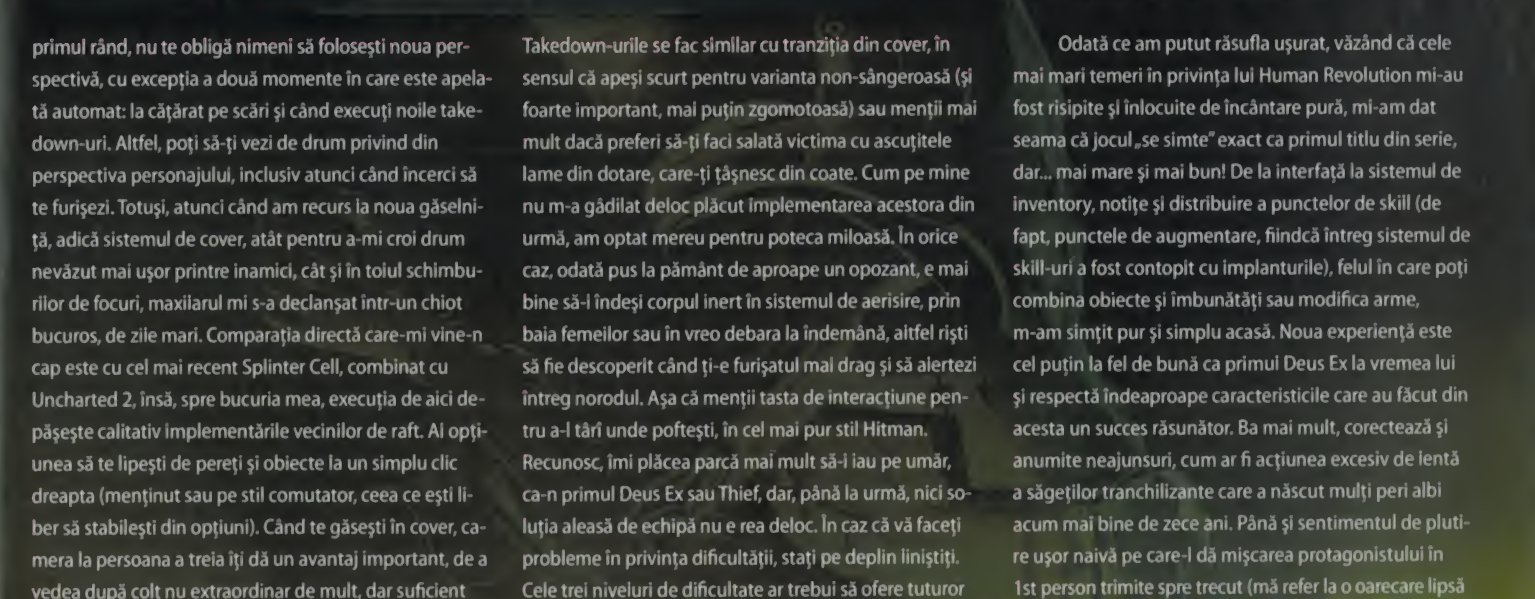 primul rând, nu te obligă nimeni să folosești noua per-
spectivă, cu excepția a două momente în care este apela-
tă automat: la cățărat pe scări și când execuți noile take-
down-uri. Altfel, poți să-ți vezi de drum privind din
perspectiva personajului, inclusiv atunci când încerci să
te furișezi. Totuși, atunci când am recurs la noua găselni-
ță, adică sistemul de cover, atât pentru a-mi croi drum
nevăzut mai ușor printre inamici, cât și în toiul schimbu-
rilor de focuri, maxilarul mi s-a declanșat într-un chiot
bucuros, de zile mari. Comparația directă care-mi vine-n
cap este cu cel mai recent Splinter Cell, combinat cu
Uncharted 2, însă, spre bucuria mea, execuția de aici de-
pășește calitativ implementările vecinilor de raft. Ai opți-
unea să te lipești de pereți și obiecte la un simplu clic
dreapta (menținut sau pe stil comutator, ceea ce ești li-
ber să stabilești din opțiuni). Când te găsești în cover, ca-
mera la persoana a treia îți dă un avantaj important, de a
vedea după colț nu extraordinar de mult, dar suficient
Takedown-urile se fac similar cu tranziția din cover, în
sensul că apeși scurt pentru varianta non-sângeroasă (și
foarte important, mai puțin zgomotoasă) sau menții mai
mult dacă preferi să-ți faci salată victima cu ascuțitele
lame din dotare, care-ți țâșnesc din coate. Cum pe mine
nu m-a gâdilat deloc plăcut implementarea acestora din
urmă, am optat mereu pentru poteca miloasă. În orice
caz, odată pus la pământ de aproape un opozant, e mai
bine să-i îndeși corpul inert în sistemul de aerisire, prin
baia femeilor sau în vreo debara la îndemână, altfel riști
să fie descoperit când ți-e furișatul mai drag și să alertezi
întreg norodul. Așa că menții tasta de interacțiune pen-
tru a-l târî unde poftești, în cel mai pur stil Hitman.
Recunosc, îmi plăcea parcă mai mult să-i iau pe umăr,
ca-n primul Deus Ex sau Thief, dar, până la urmă, nici so-
luția aleasă de echipă nu e rea deloc. În caz că vă faceți
probleme în privința dificultății, stați pe deplin liniștiți.
Cele trei niveluri de dificultate ar trebui să ofere tuturor
Odată ce am putut răsufla ușurat, văzând că cele
mai mari temeri în privința lui Human Revolution mi-au
fost risipite și înlocuite de încântare pură, mi-am dat
seama că jocul „se simte” exact ca primul titlu din serie,
dar... mai mare și mai bun! De la interfață la sistemul de
inventory, notițe și distribuire a punctelor de skill (de
fapt, punctele de augmentare, fiindcă întreg sistemul de
skill-uri a fost contopit cu implanturile), felul în care poți
combina obiecte și îmbunătăți sau modifica arme,
m-am simțit pur și simplu acasă. Noua experiență este
cel puțin la fel de bună ca primul Deus Ex la vremea lui
și respectă îndeaproape caracteristicile care au făcut din
acesta un succes răsunător. Ba mai mult, corectează și
anumite neajunsuri, cum ar fi acțiunea excesiv de lentă
a săgeților tranchilizante care a născut mulți peri albi
acum mai bine de zece ani. Până și sentimentul de pluti-
re ușor naivă pe care-l dă mișcarea protagonistului în
1st person trimite spre trecut (mă refer la o oarecare lipsă